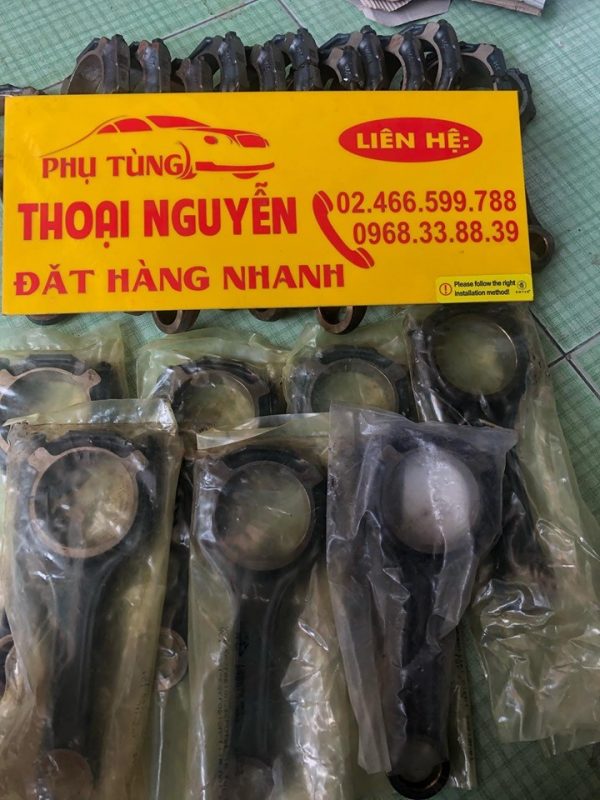 PHỤ TÙNG
THOẠI NGUYỄN
ĐĂT HÀNG NHANH
LIÊN HỆ:
02.466.599.788
0968.33.88.39
Please follow the right
Installation method!